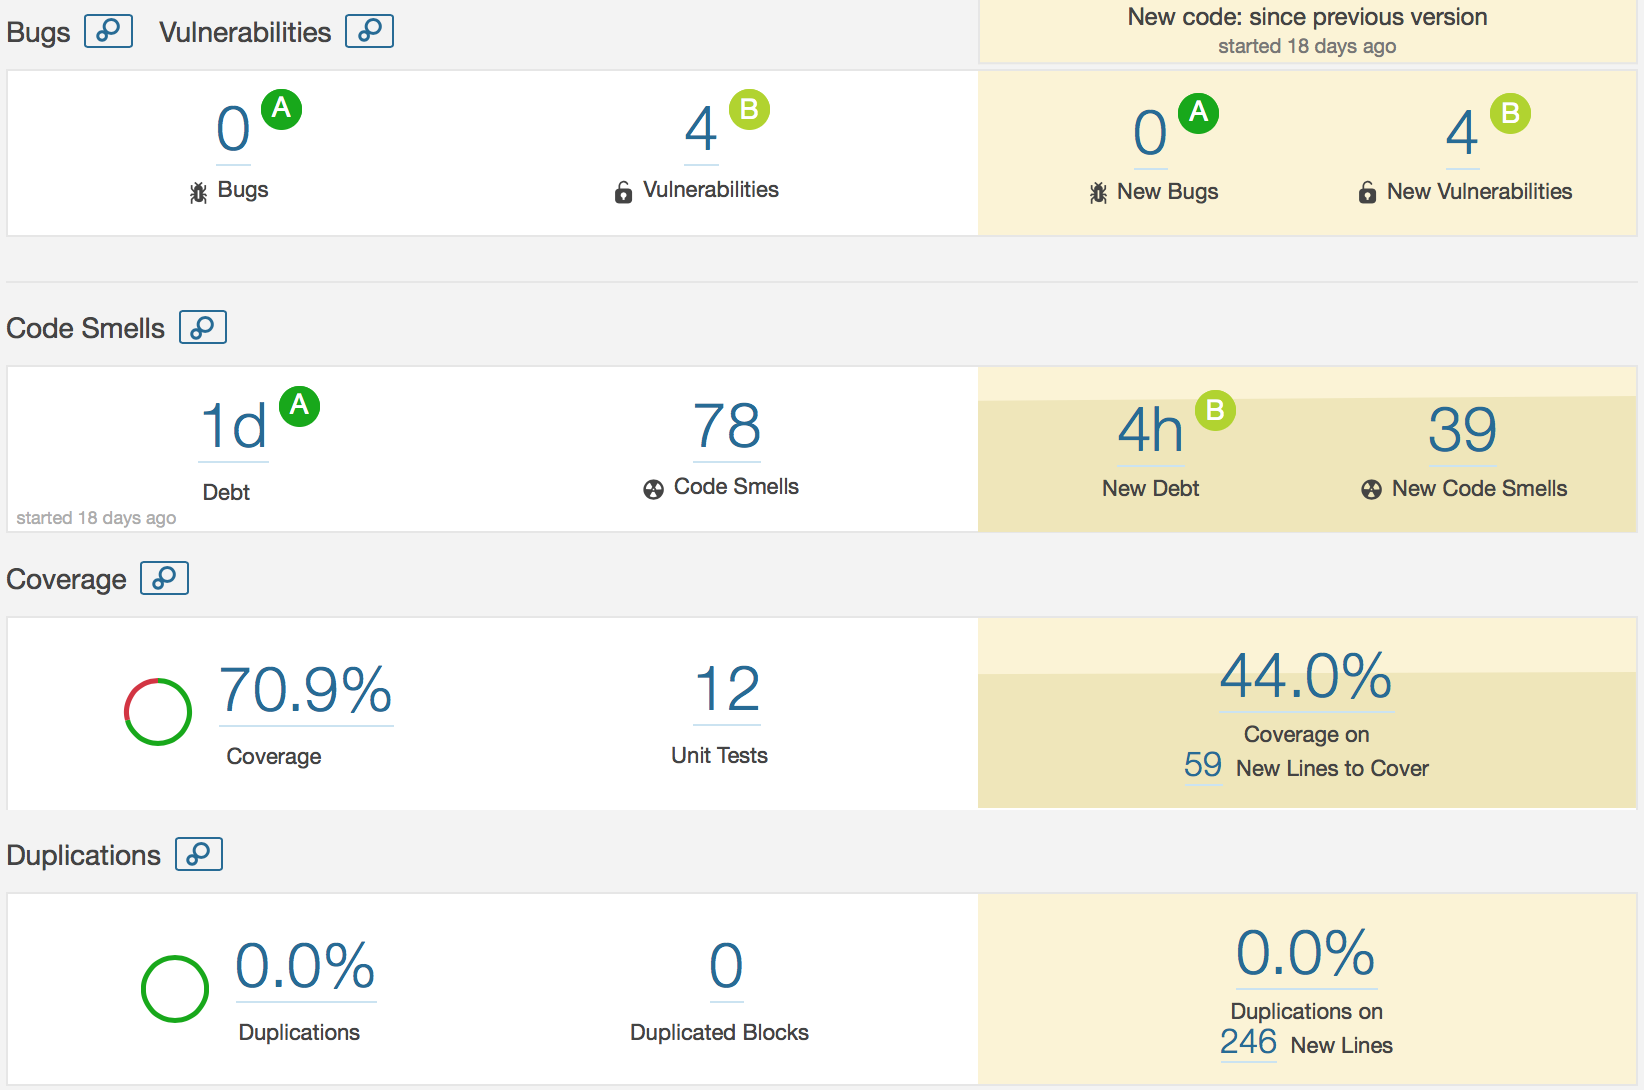 Bugs Vulnerabilities
New code: since previous version
started 18 days ago
0 A
Bugs
4 B
Vulnerabilities
0 A
New Bugs
4 B
New Vulnerabilities
Code Smells
1d A
Debt
started 18 days ago
78
Code Smells
4h B
New Debt
39
New Code Smells
Coverage
70.9%
Coverage
12
Unit Tests
44.0%
Coverage on
59 New Lines to Cover
Duplications
0.0%
Duplications
0
Duplicated Blocks
0.0%
Duplications on
246 New Lines